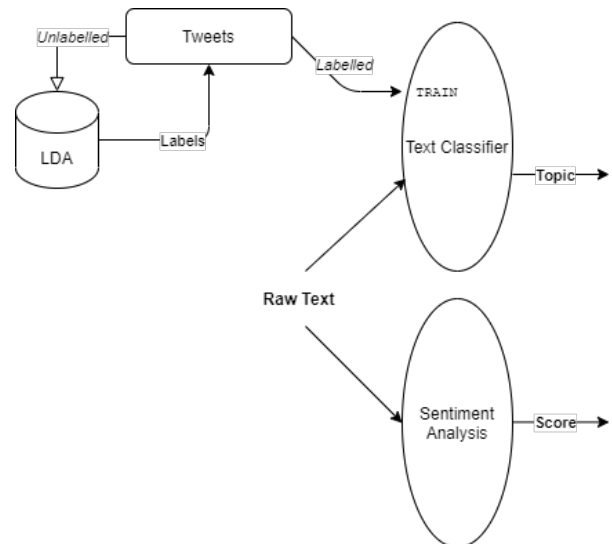 Unlabelled
Tweets
Labelled
TRAIN
Labels
LDA
Text Classifier
Topic
Raw Text
Sentiment
Analysis
Score